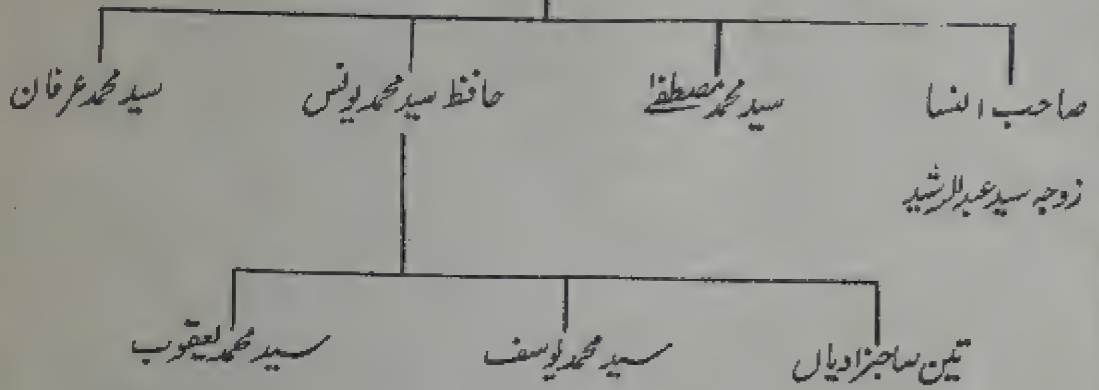 صاحب النسا
سید محمد مصطفےٰ
حافظ سید محمد یونس
سید محمد عرفان
زوجہ سید عبدالرشید
تین صاحبزادیاں
سید محمد یوسف
سید محمد یعقوب